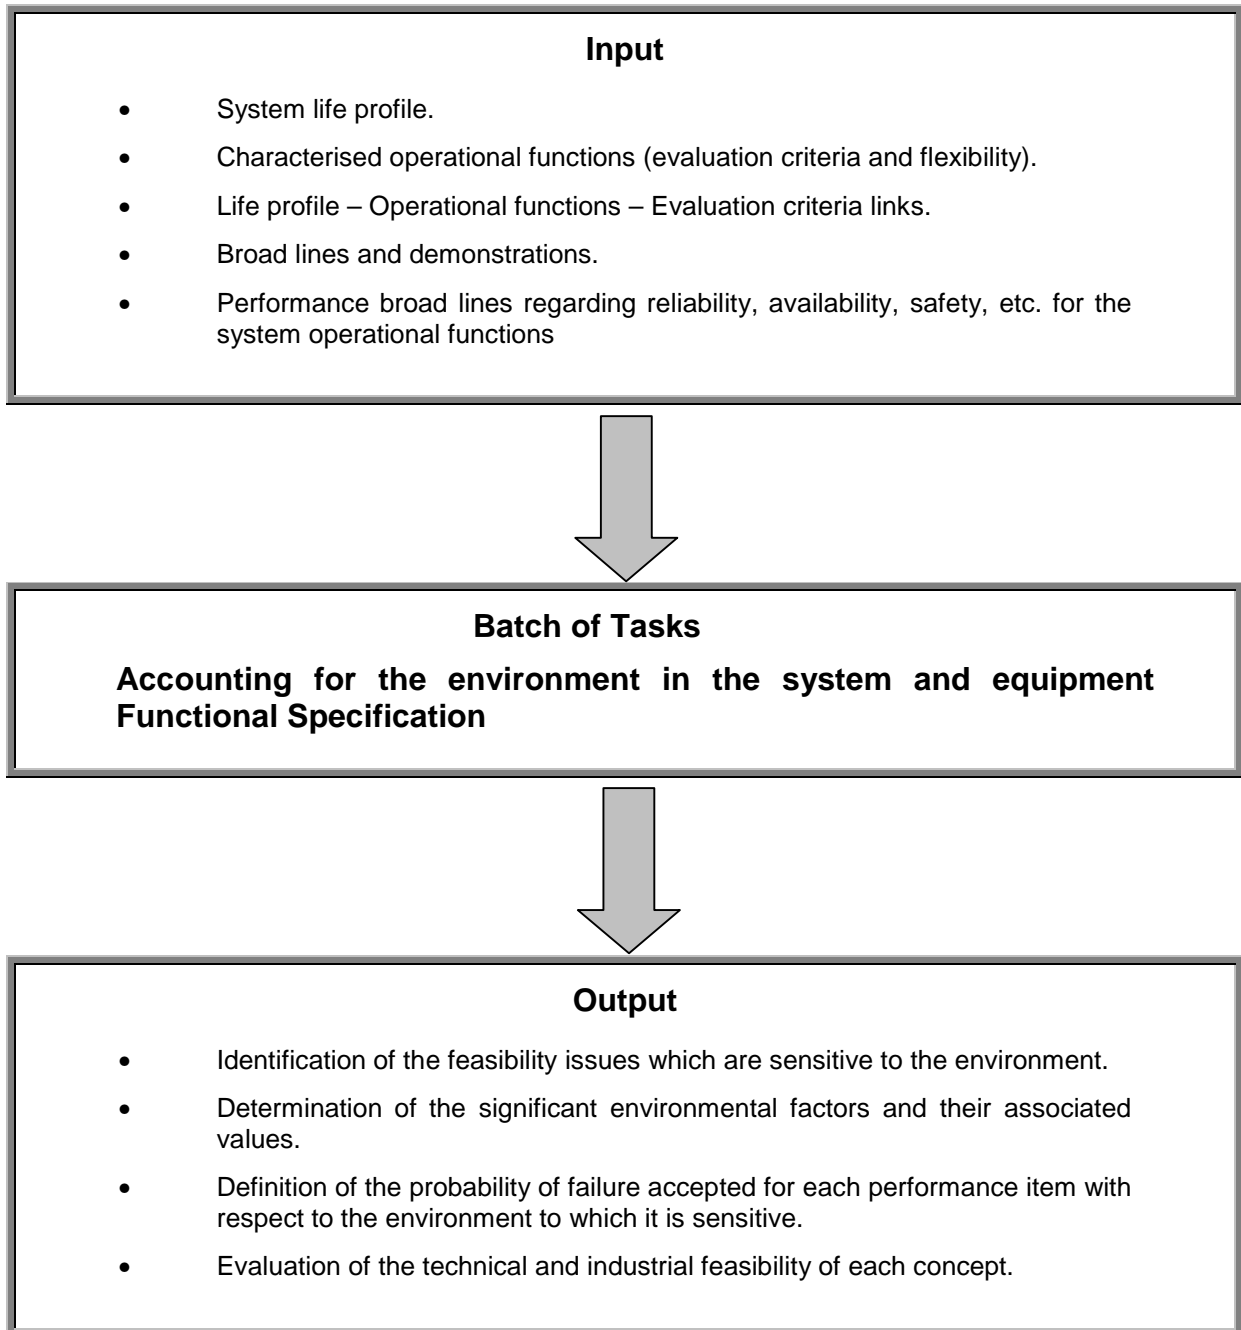 Input
• System life profile.
• Characterised operational functions (evaluation criteria and flexibility).
• Life profile – Operational functions – Evaluation criteria links.
• Broad lines and demonstrations.
• Performance broad lines regarding reliability, availability, safety, etc. for the
system operational functions
Batch of Tasks
Accounting for the environment in the system and equipment
Functional Specification
Output
• Identification of the feasibility issues which are sensitive to the environment.
• Determination of the significant environmental factors and their associated
values.
• Definition of the probability of failure accepted for each performance item with
respect to the environment to which it is sensitive.
• Evaluation of the technical and industrial feasibility of each concept.